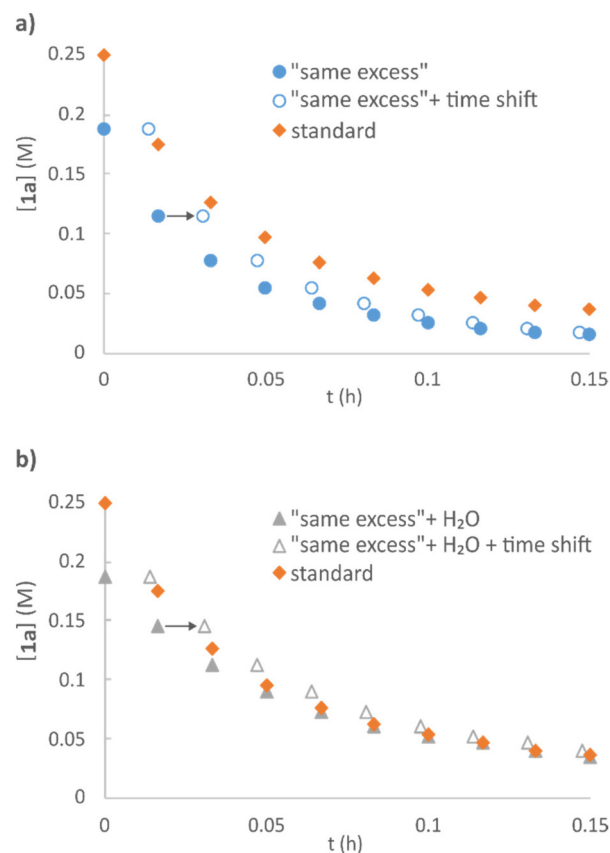 a)
0.25
0.2
0.15
0.1
0.05
0
[1a] (M)
"same excess"
"same excess"+ time shift
standard
0
0.05
0.1
0.15
t (h)
b)
0.25
0.2
0.15
0.1
0.05
0
[1a] (M)
"same excess"+ H₂O
"same excess"+ H₂O + time shift
standard
0
0.05
0.1
0.15
t (h)